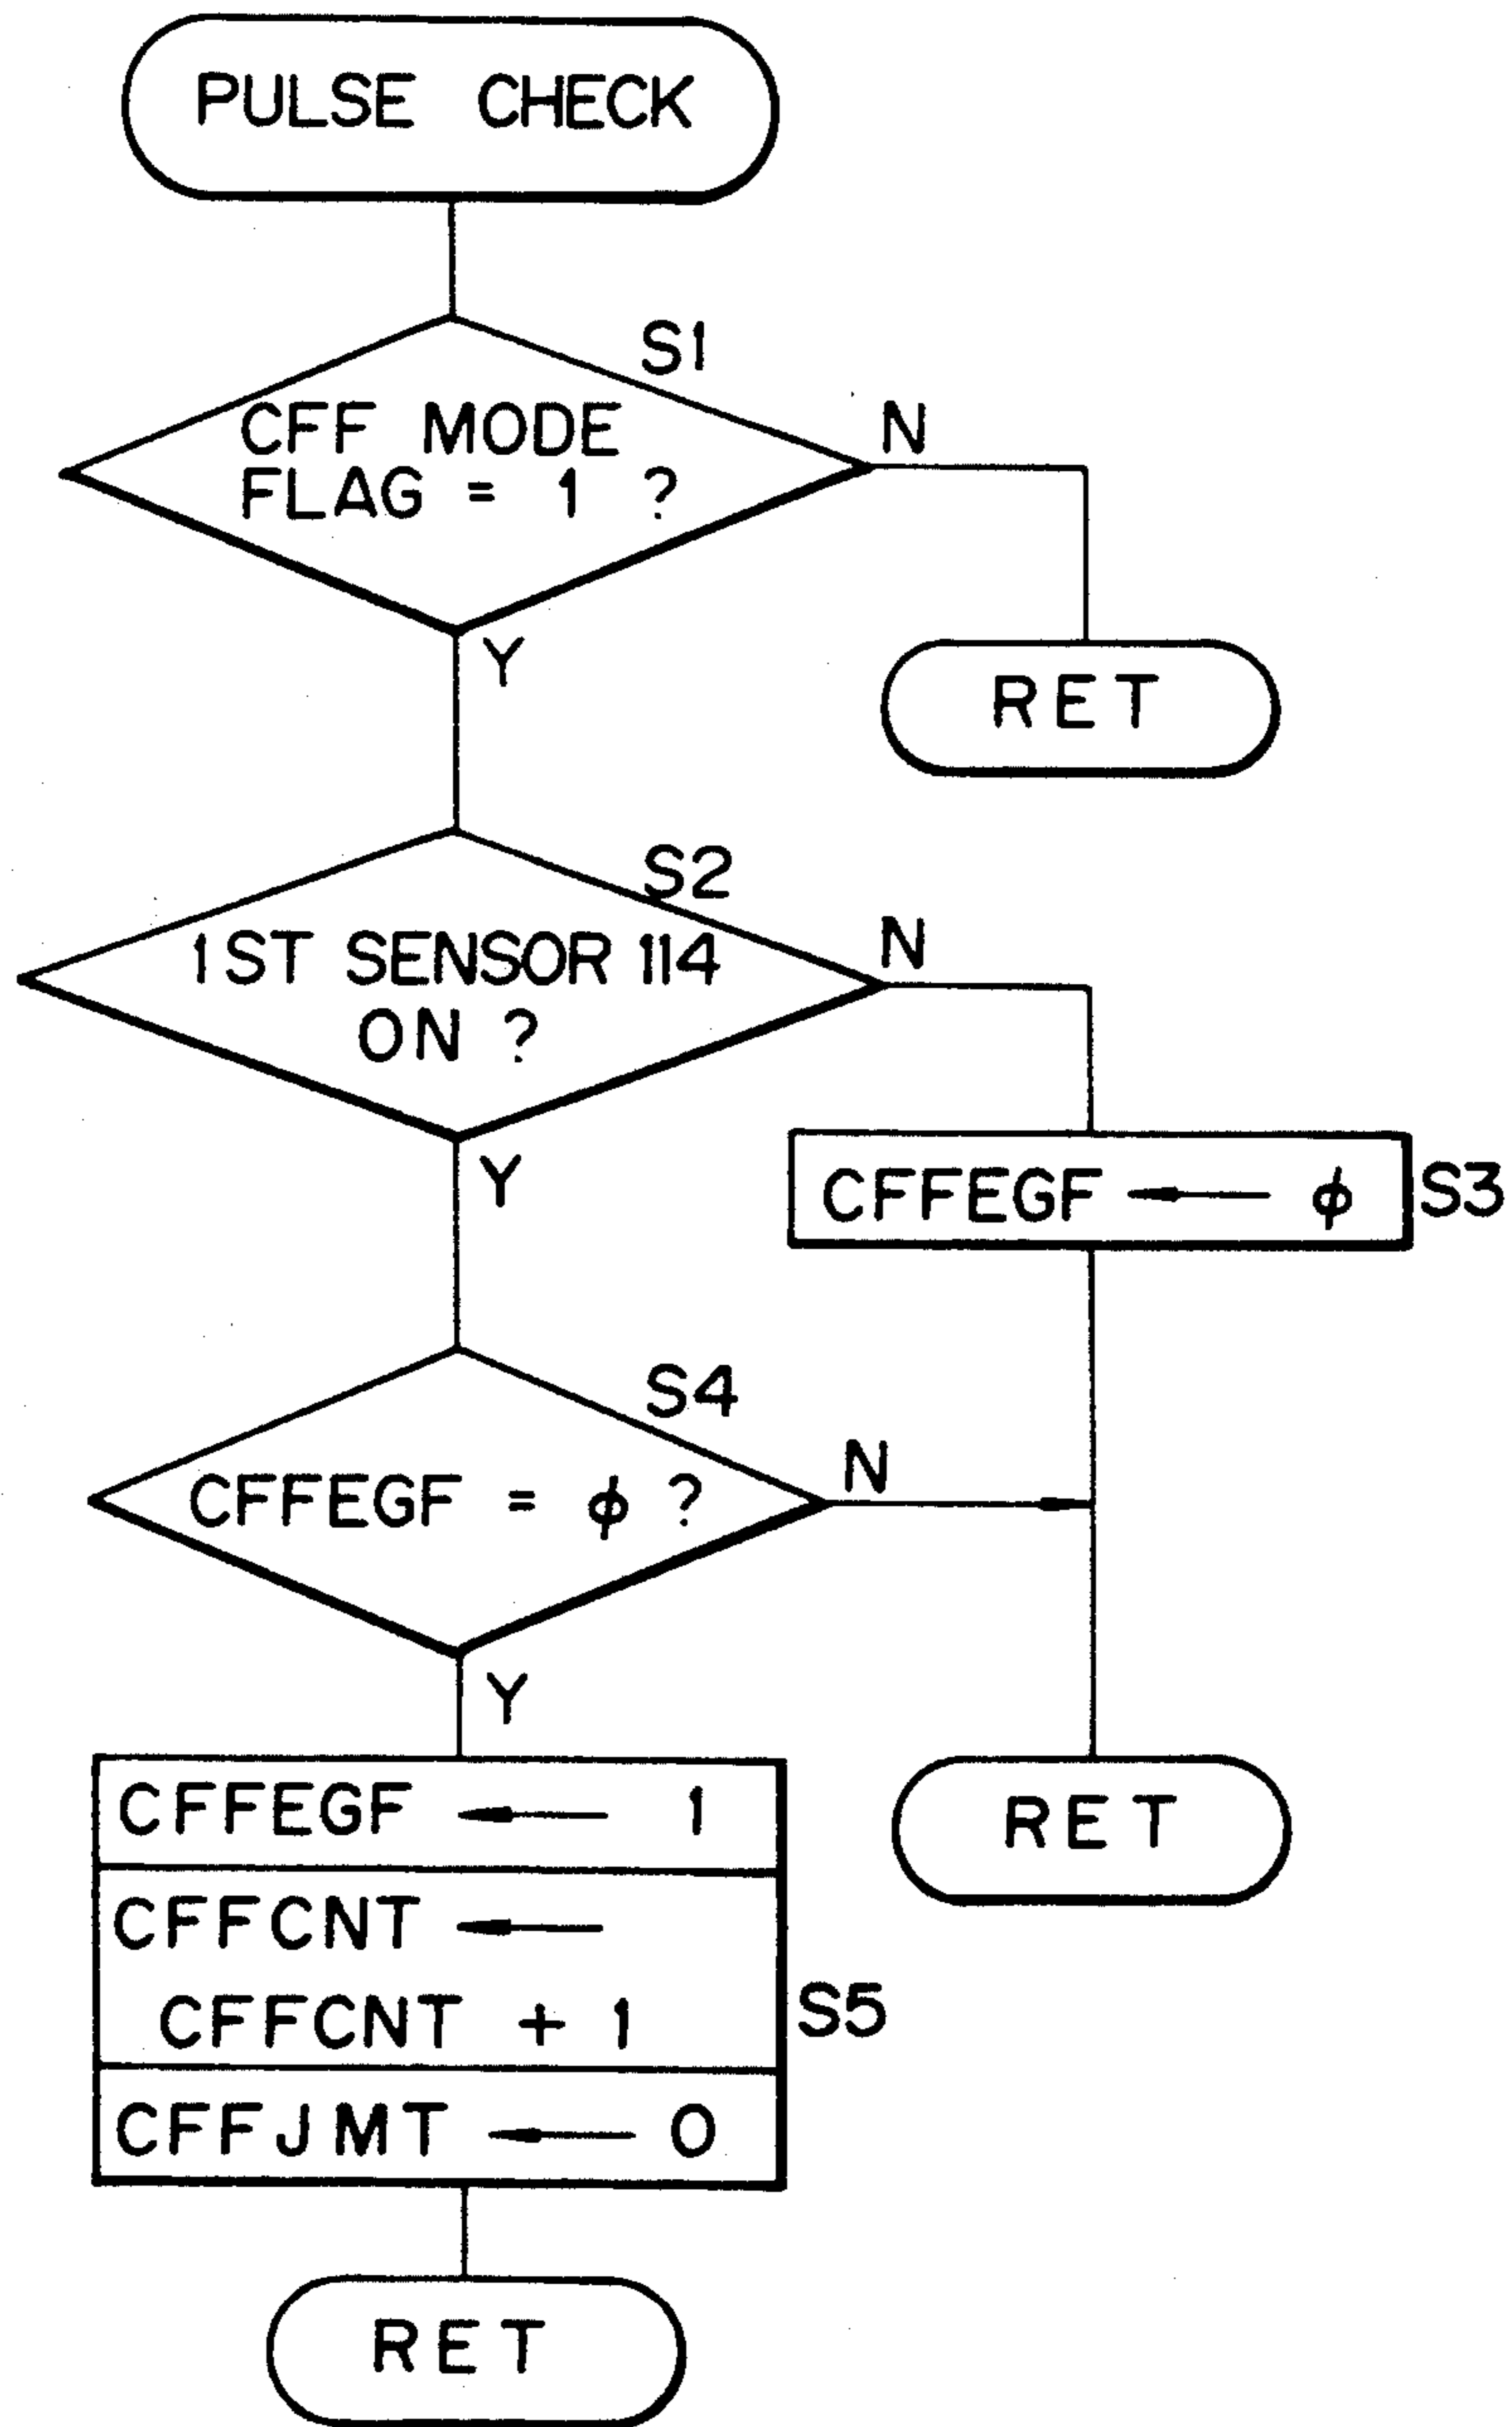 PULSE CHECK
S1
CFF MODE
FLAG = 1 ?
N
Y
RET
S2
1ST SENSOR 114
ON ?
N
Y
CFFEGF ← ϕ
S3
S4
CFFEGF = ϕ ?
N
Y
CFFEGF ← 1
CFFCNT ←
CFFCNT + 1
S5
CFFJMT ← 0
RET
RET